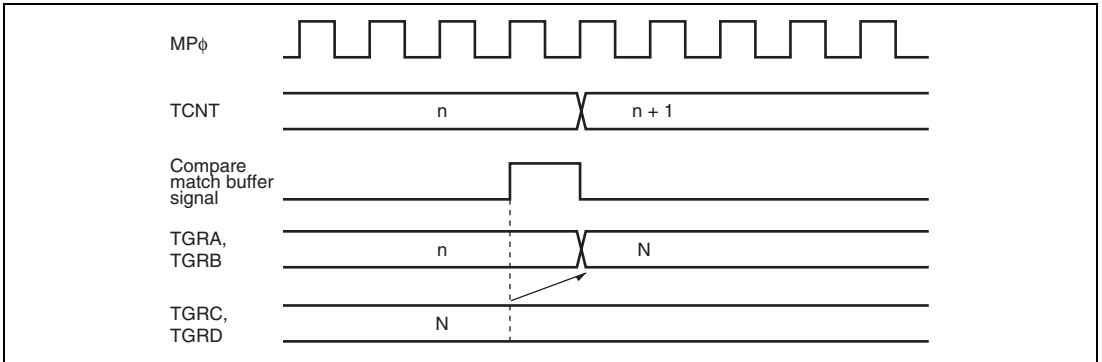 MPϕ
TCNT
n
n + 1
Compare
match buffer
signal
TGRA,
TGRB
n
N
TGRC,
TGRD
N